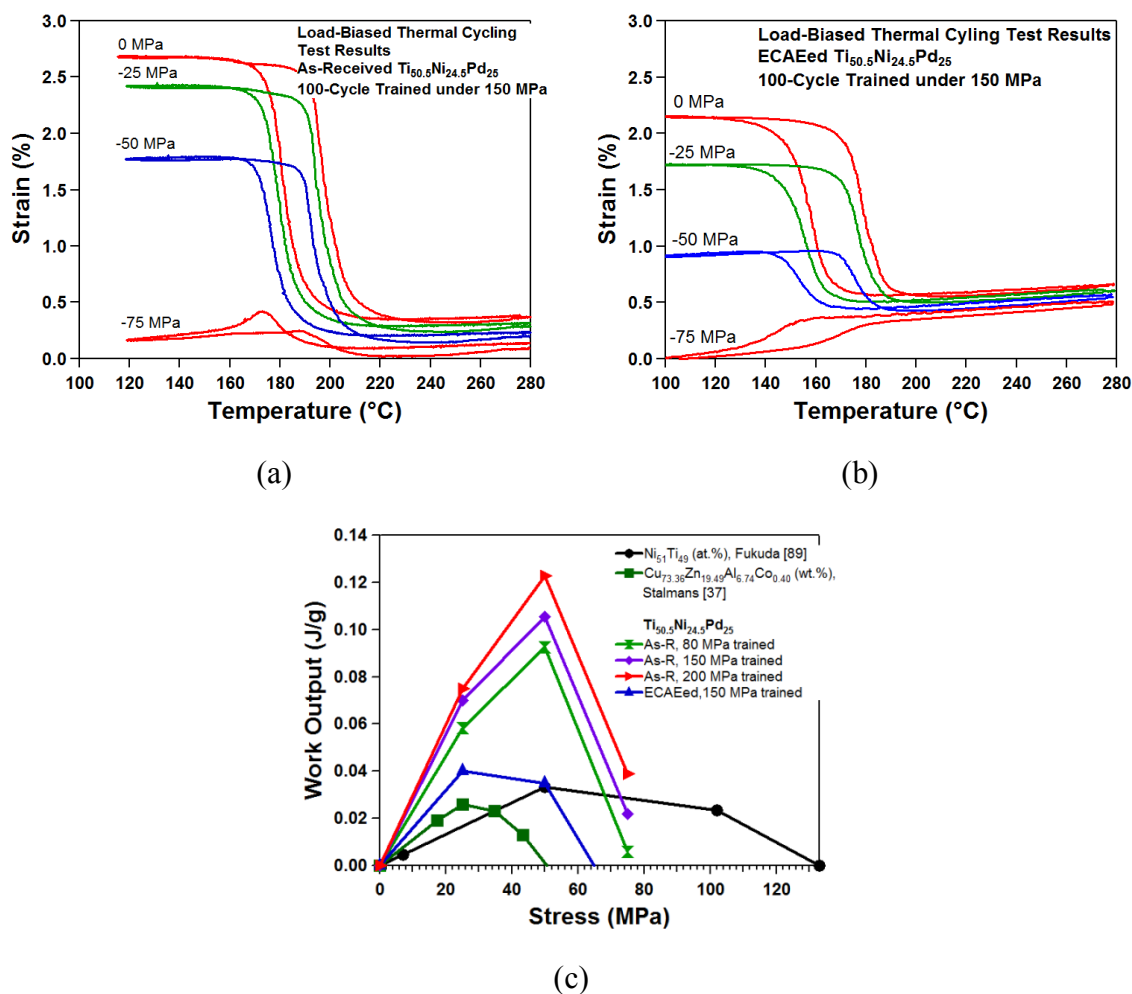 Load-Biased Thermal Cycling
Test Results
As-Received Ti50.5Ni24.5Pd25
100-Cycle Trained under 150 MPa
0 MPa
-25 MPa
-50 MPa
-75 MPa
3.0
2.5
2.0
1.5
1.0
0.5
0.0
Strain (%)
100 120 140 160 180 200 220 240 260 280
Temperature (°C)
(a)
Load-Biased Thermal Cyling Test Results
ECAEed Ti50.5Ni24.5Pd25
100-Cycle Trained under 150 MPa
0 MPa
-25 MPa
-50 MPa
-75 MPa
3.0
2.5
2.0
1.5
1.0
0.5
0.0
Strain (%)
100 120 140 160 180 200 220 240 260 280
Temperature (°C)
(b)
0.14
0.12
0.10
0.08
0.06
0.04
0.02
0.00
Work Output (J/g)
Ni51Ti49 (at.%), Fukuda [89]
Cu73.36Zn19.49Al6.74Co0.40 (wt.%),
Stalmans [37]
Ti50.5Ni24.5Pd25
As-R, 80 MPa trained
As-R, 150 MPa trained
As-R, 200 MPa trained
ECAEed,150 MPa trained
0 20 40 60 80 100 120
Stress (MPa)
(c)